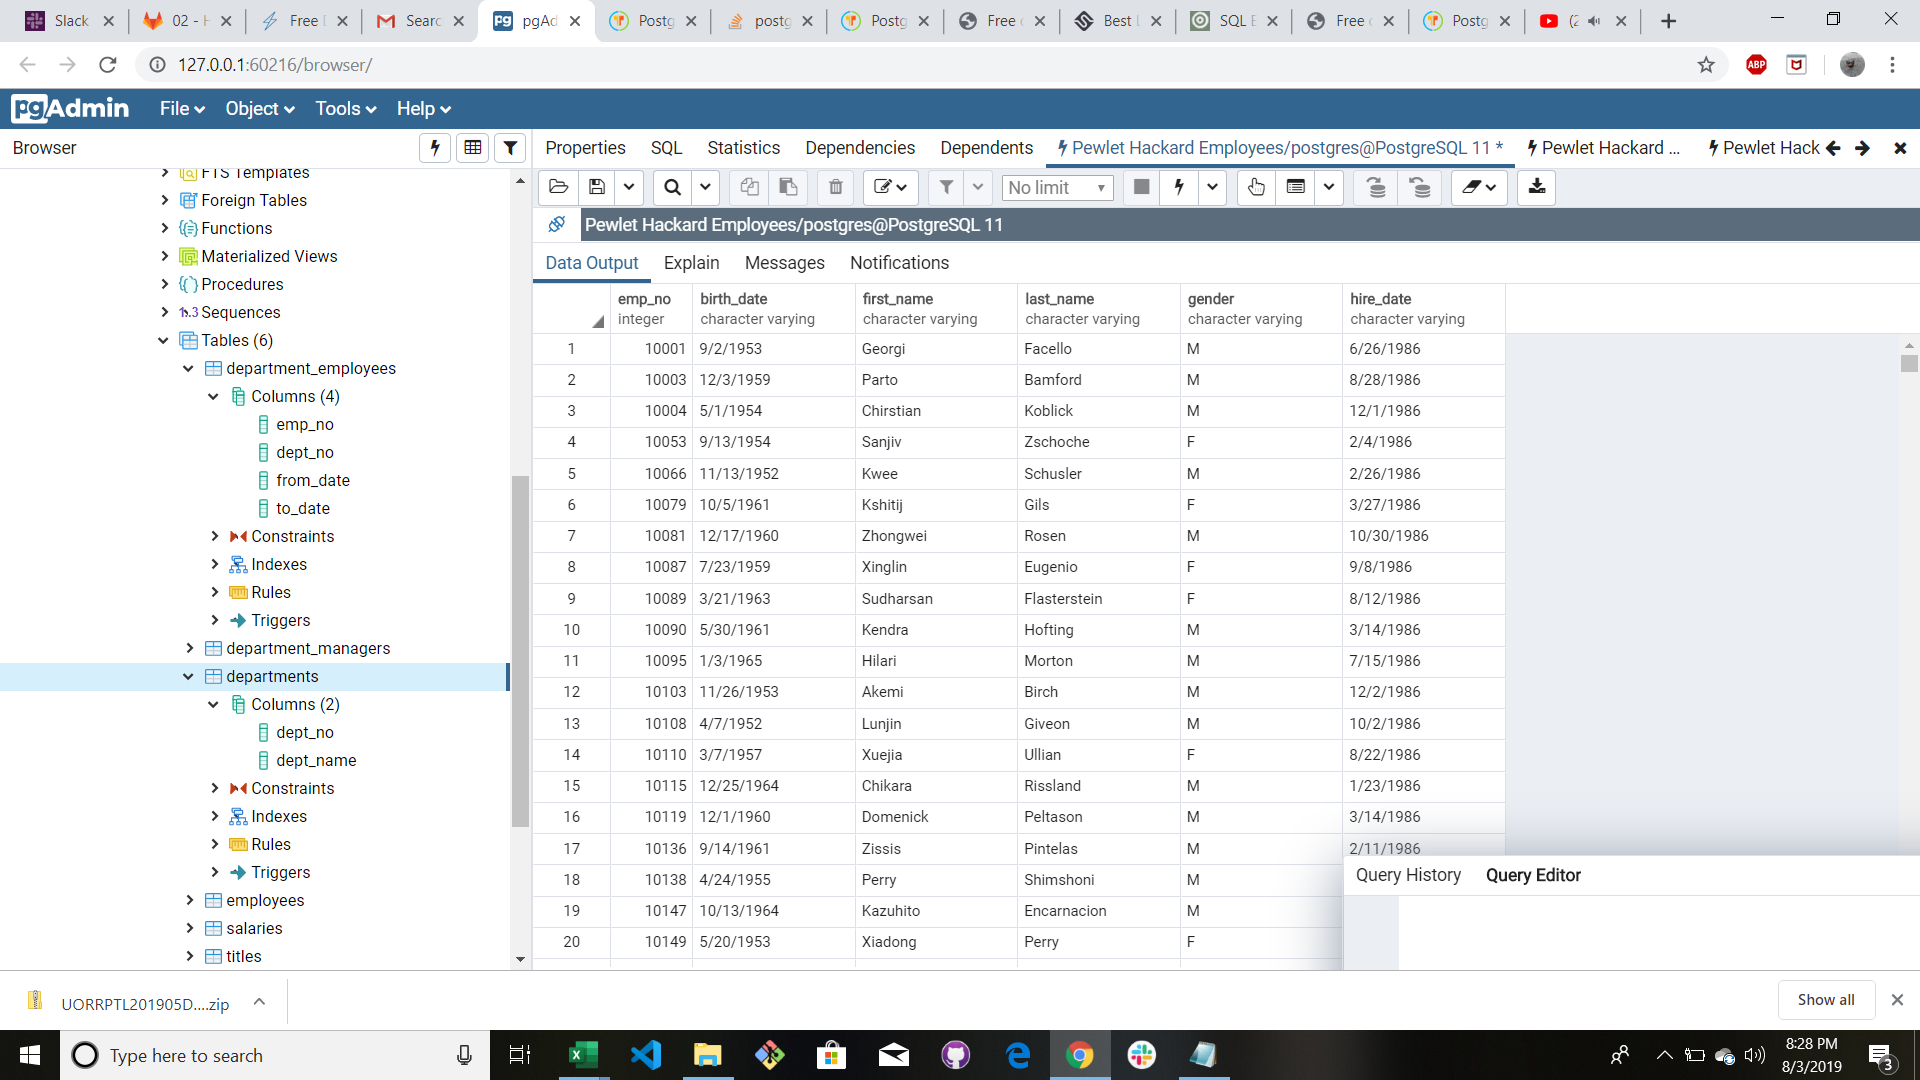 Slack
02 - H
Free D
Searc
pgAd
Postg
postg
Postg
Free c
Best L
SQL E
Free c
Postg
(2
127.0.0.1:60216/browser/
ABP
pgAdmin File Object Tools Help
Browser
Properties SQL Statistics Dependencies Dependents Pewlet Hackard Employees/postgres@PostgreSQL 11 * Pewlet Hackard ... Pewlet Hack
No limit
Pewlet Hackard Employees/postgres@PostgreSQL 11
Data Output Explain Messages Notifications
FTS Templates
Foreign Tables
Functions
Materialized Views
Procedures
1..3 Sequences
Tables (6)
department_employees
Columns (4)
emp_no
dept_no
from_date
to_date
Constraints
Indexes
Rules
Triggers
department_managers
departments
Columns (2)
dept_no
dept_name
Constraints
Indexes
Rules
Triggers
employees
salaries
titles
emp_no birth_date first_name last_name gender hire_date
integer character varying character varying character varying character varying character varying
1 10001 9/2/1953 Georgi Facello M 6/26/1986
2 10003 12/3/1959 Parto Bamford M 8/28/1986
3 10004 5/1/1954 Chirstian Koblick M 12/1/1986
4 10053 9/13/1954 Sanjiv Zschoche F 2/4/1986
5 10066 11/13/1952 Kwee Schusler M 2/26/1986
6 10079 10/5/1961 Kshitij Gils F 3/27/1986
7 10081 12/17/1960 Zhongwei Rosen M 10/30/1986
8 10087 7/23/1959 Xinglin Eugenio F 9/8/1986
9 10089 3/21/1963 Sudharsan Flasterstein F 8/12/1986
10 10090 5/30/1961 Kendra Hofting M 3/14/1986
11 10095 1/3/1965 Hilari Morton M 7/15/1986
12 10103 11/26/1953 Akemi Birch M 12/2/1986
13 10108 4/7/1952 Lunjin Giveon M 10/2/1986
14 10110 3/7/1957 Xuejia Ullian F 8/22/1986
15 10115 12/25/1964 Chikara Rissland M 1/23/1986
16 10119 12/1/1960 Domenick Peltason M 3/14/1986
17 10136 9/14/1961 Zissis Pintelas M 2/11/1986
18 10138 4/24/1955 Perry Shimshoni M
19 10147 10/13/1964 Kazuhito Encarnacion M
20 10149 5/20/1953 Xiadong Perry F
Query History Query Editor
UORRPTL201905D....zip
Show all
Type here to search
8:28 PM
8/3/2019
3